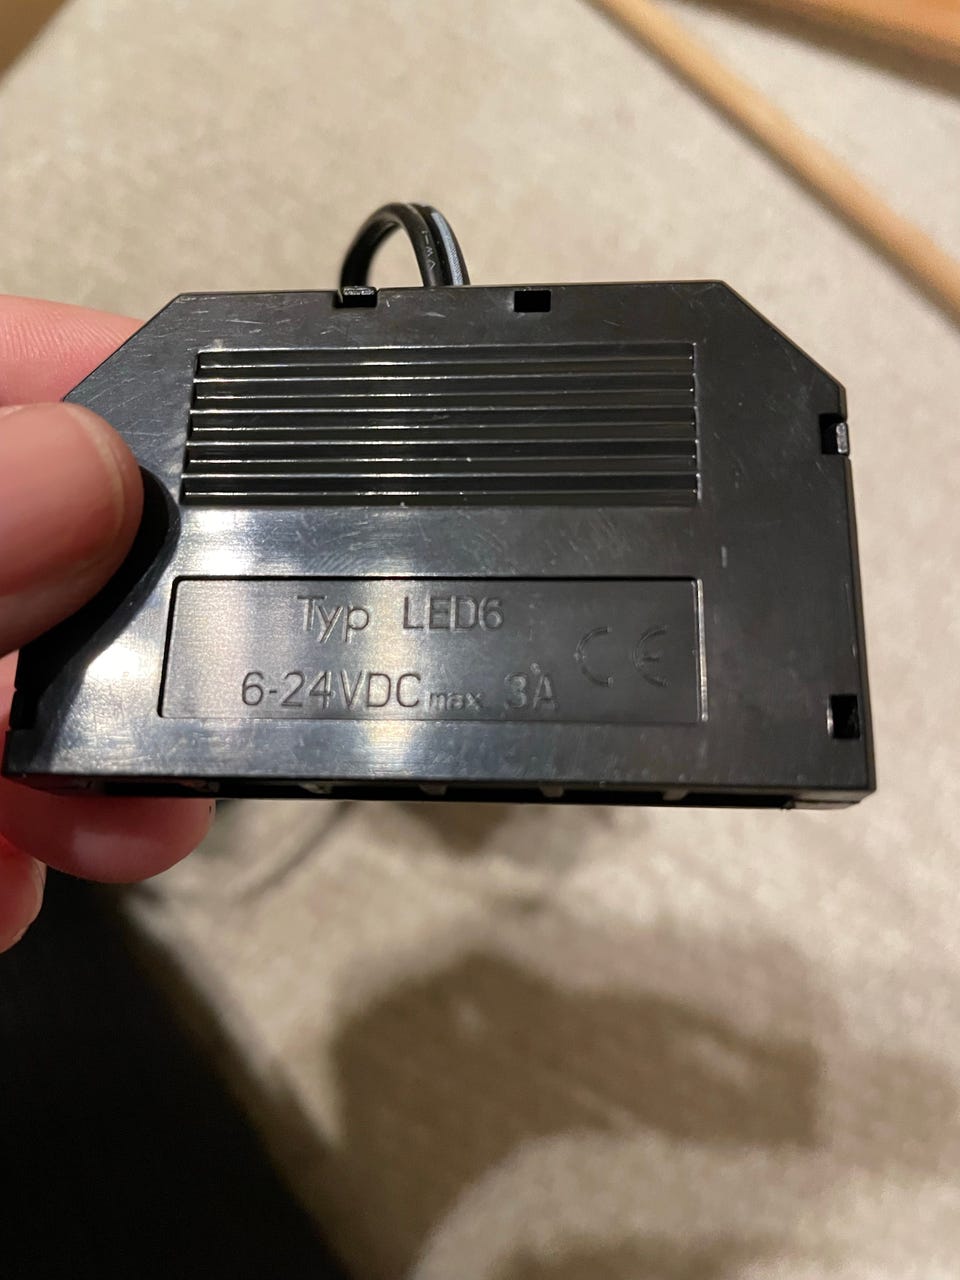 Typ LED6
6-24VDC max 3A CE